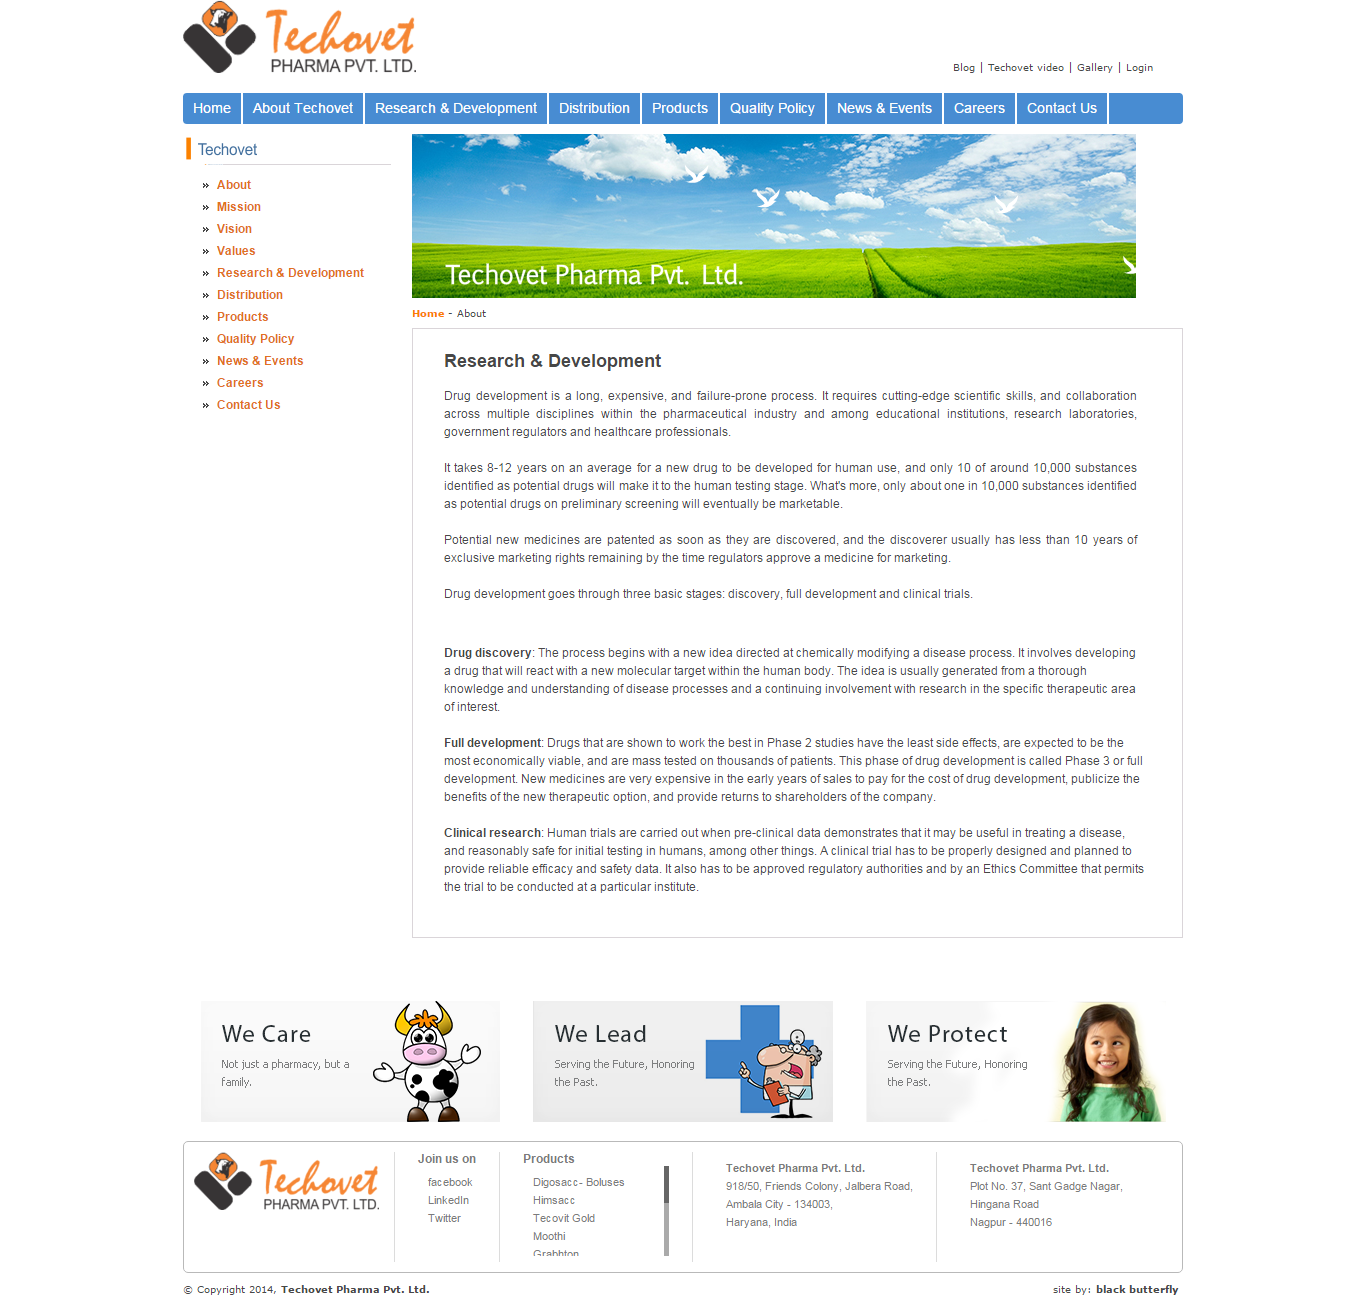 Techovet
PHARMA PVT. LTD.
Blog | Techovet video | Gallery | Login
Home About Techovet Research & Development Distribution Products Quality Policy News & Events Careers Contact Us
Techovet
» About
» Mission
» Vision
» Values
» Research & Development
» Distribution
» Products
» Quality Policy
» News & Events
» Careers
» Contact Us
Techovet Pharma Pvt. Ltd.
Home - About
Research & Development
Drug development is a long, expensive, and failure-prone process. It requires cutting-edge scientific skills, and collaboration
across multiple disciplines within the pharmaceutical industry and among educational institutions, research laboratories,
government regulators and healthcare professionals.
It takes 8-12 years on an average for a new drug to be developed for human use, and only 10 of around 10,000 substances
identified as potential drugs will make it to the human testing stage. What's more, only about one in 10,000 substances identified
as potential drugs on preliminary screening will eventually be marketable.
Potential new medicines are patented as soon as they are discovered, and the discoverer usually has less than 10 years of
exclusive marketing rights remaining by the time regulators approve a medicine for marketing.
Drug development goes through three basic stages: discovery, full development and clinical trials.
Drug discovery: The process begins with a new idea directed at chemically modifying a disease process. It involves developing
a drug that will react with a new molecular target within the human body. The idea is usually generated from a thorough
knowledge and understanding of disease processes and a continuing involvement with research in the specific therapeutic area
of interest.
Full development: Drugs that are shown to work the best in Phase 2 studies have the least side effects, are expected to be the
most economically viable, and are mass tested on thousands of patients. This phase of drug development is called Phase 3 or full
development. New medicines are very expensive in the early years of sales to pay for the cost of drug development, publicize the
benefits of the new therapeutic option, and provide returns to shareholders of the company.
Clinical research: Human trials are carried out when pre-clinical data demonstrates that it may be useful in treating a disease,
and reasonably safe for initial testing in humans, among other things. A clinical trial has to be properly designed and planned to
provide reliable efficacy and safety data. It also has to be approved regulatory authorities and by an Ethics Committee that permits
the trial to be conducted at a particular institute.
We Care
Not just a pharmacy, but a
family.
We Lead
Serving the Future, Honoring
the Past.
We Protect
Serving the Future, Honoring
the Past.
Techovet
PHARMA PVT. LTD.
Join us on
facebook
LinkedIn
Twitter
Products
Digosacc- Boluses
Himsacc
Tecovit Gold
Moothi
Grabhton
Techovet Pharma Pvt. Ltd.
918/50, Friends Colony, Jalbera Road,
Ambala City - 134003,
Haryana, India
Techovet Pharma Pvt. Ltd.
Plot No. 37, Sant Gadge Nagar,
Hingana Road
Nagpur - 440016
© Copyright 2014, Techovet Pharma Pvt. Ltd.
site by: black butterfly